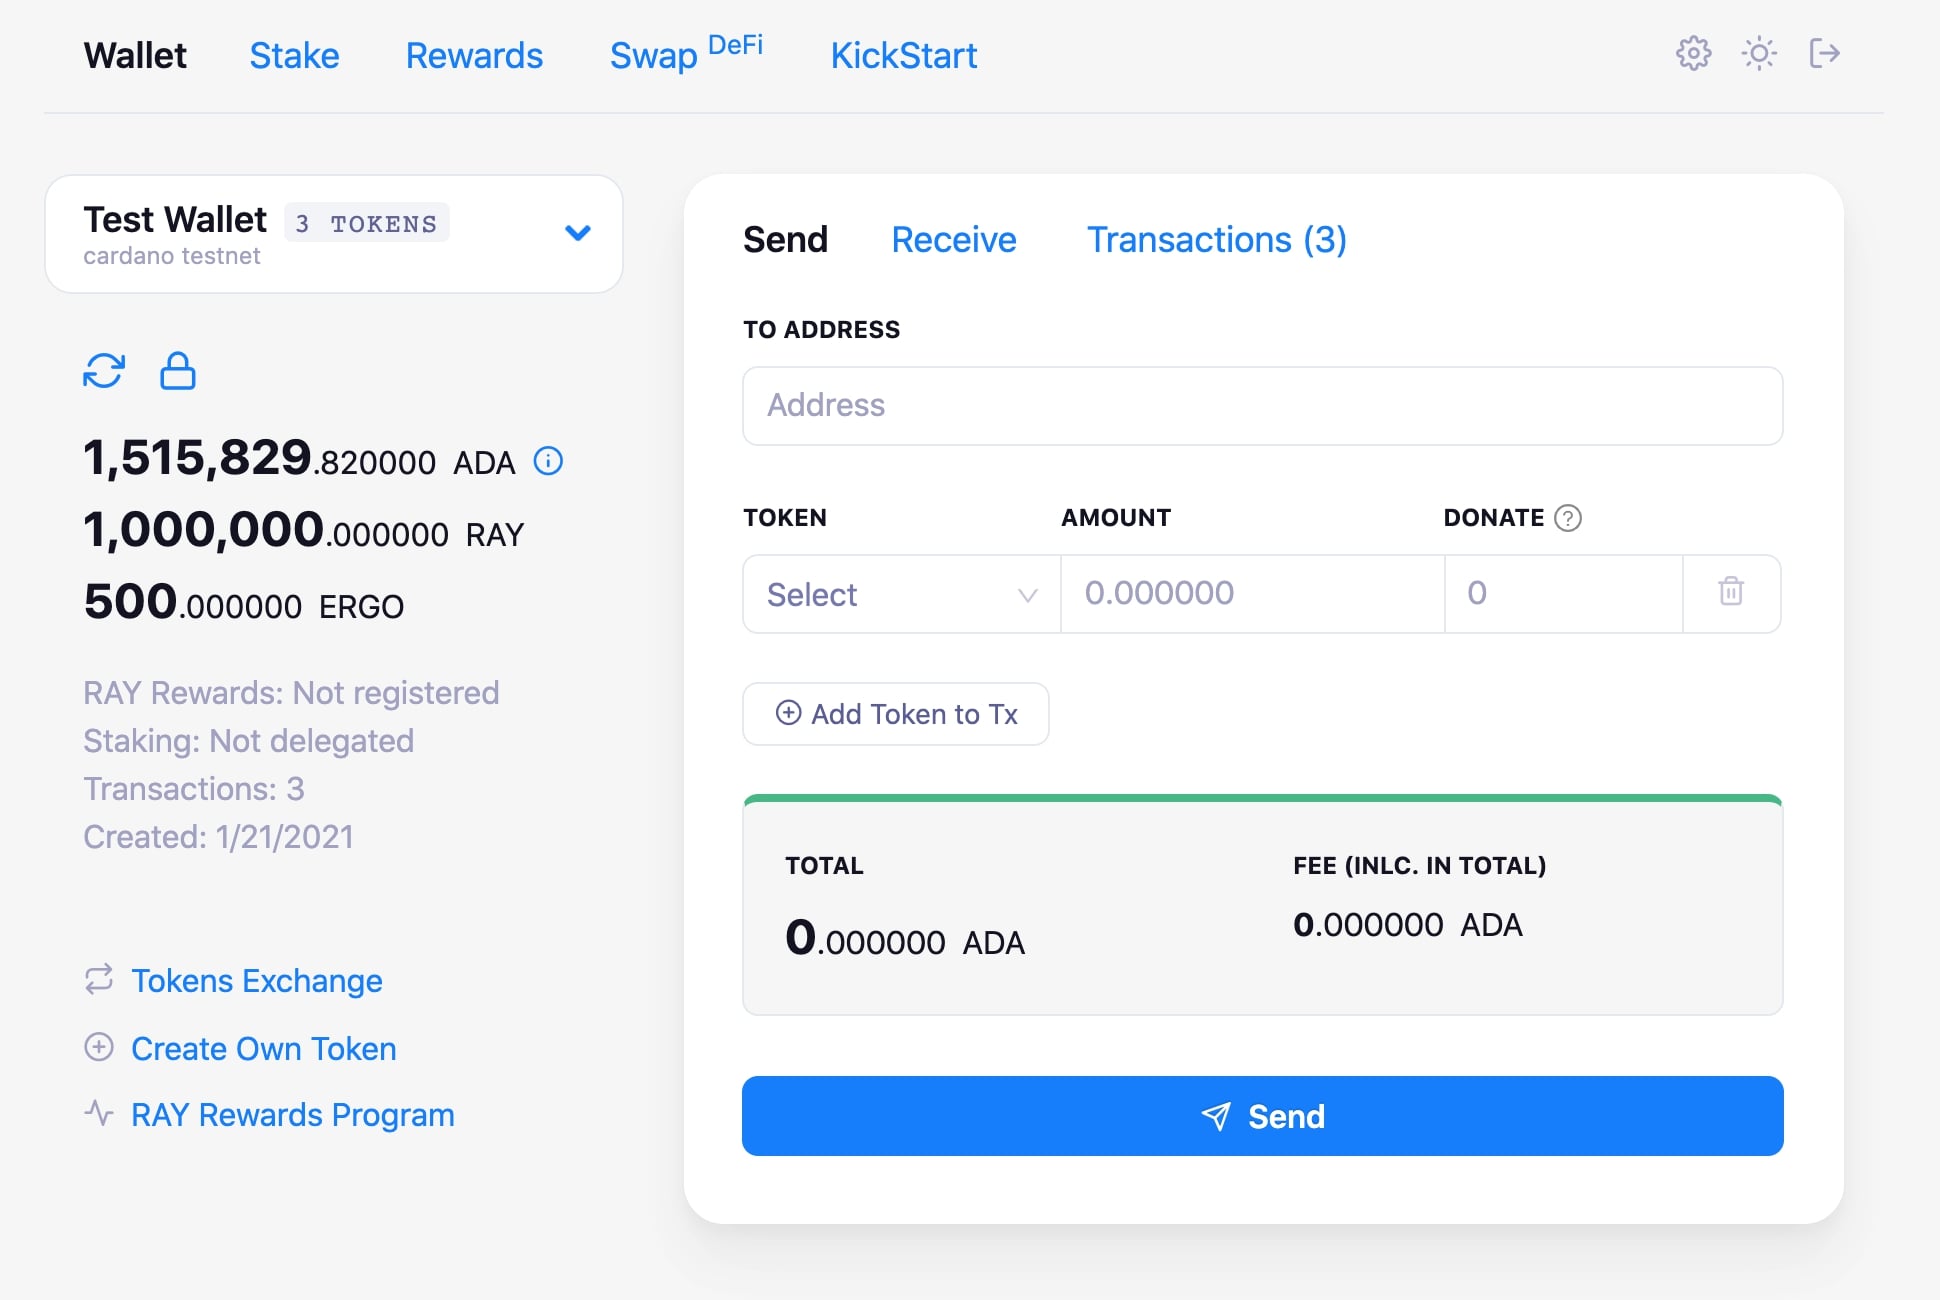 Wallet Stake Rewards Swap DeFi KickStart
Test Wallet 3 TOKENS
cardano testnet
1,515,829.820000 ADA
1,000,000.000000 RAY
500.000000 ERGO
RAY Rewards: Not registered
Staking: Not delegated
Transactions: 3
Created: 1/21/2021
Tokens Exchange
Create Own Token
RAY Rewards Program
Send Receive Transactions (3)
TO ADDRESS
Address
TOKEN AMOUNT DONATE
Select 0.000000 0
Add Token to Tx
TOTAL FEE (INLC. IN TOTAL)
0.000000 ADA 0.000000 ADA
Send